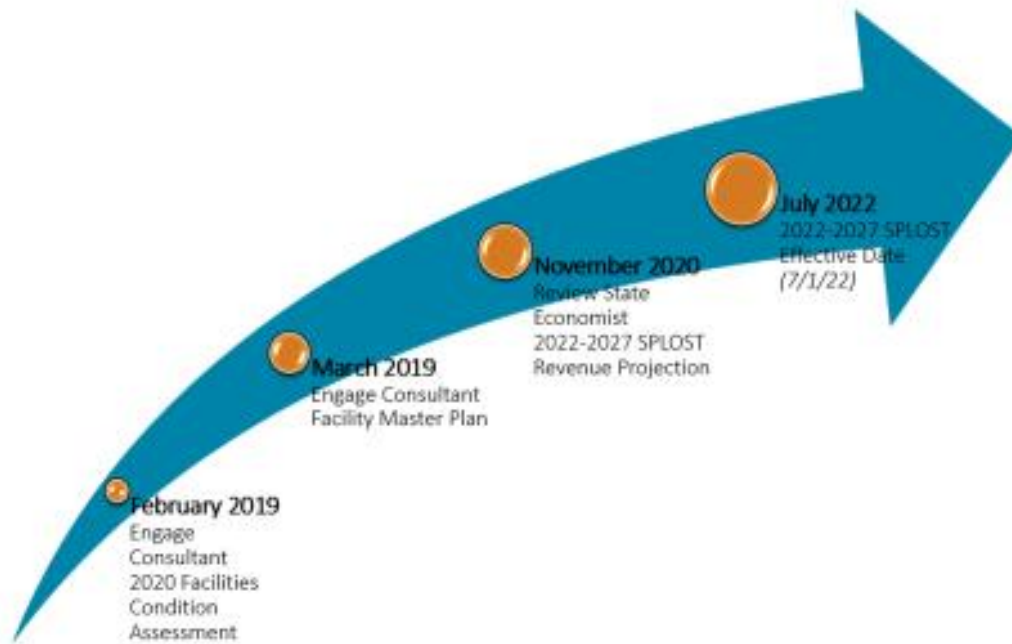 July 2022
2022-2027 SPLOST
Effective Date
(7/1/22)
November 2020
Review State
Economist
2022-2027 SPLOST
Revenue Projection
March 2019
Engage Consultant
Facility Master Plan
February 2019
Engage
Consultant
2020 Facilities
Condition
Assessment